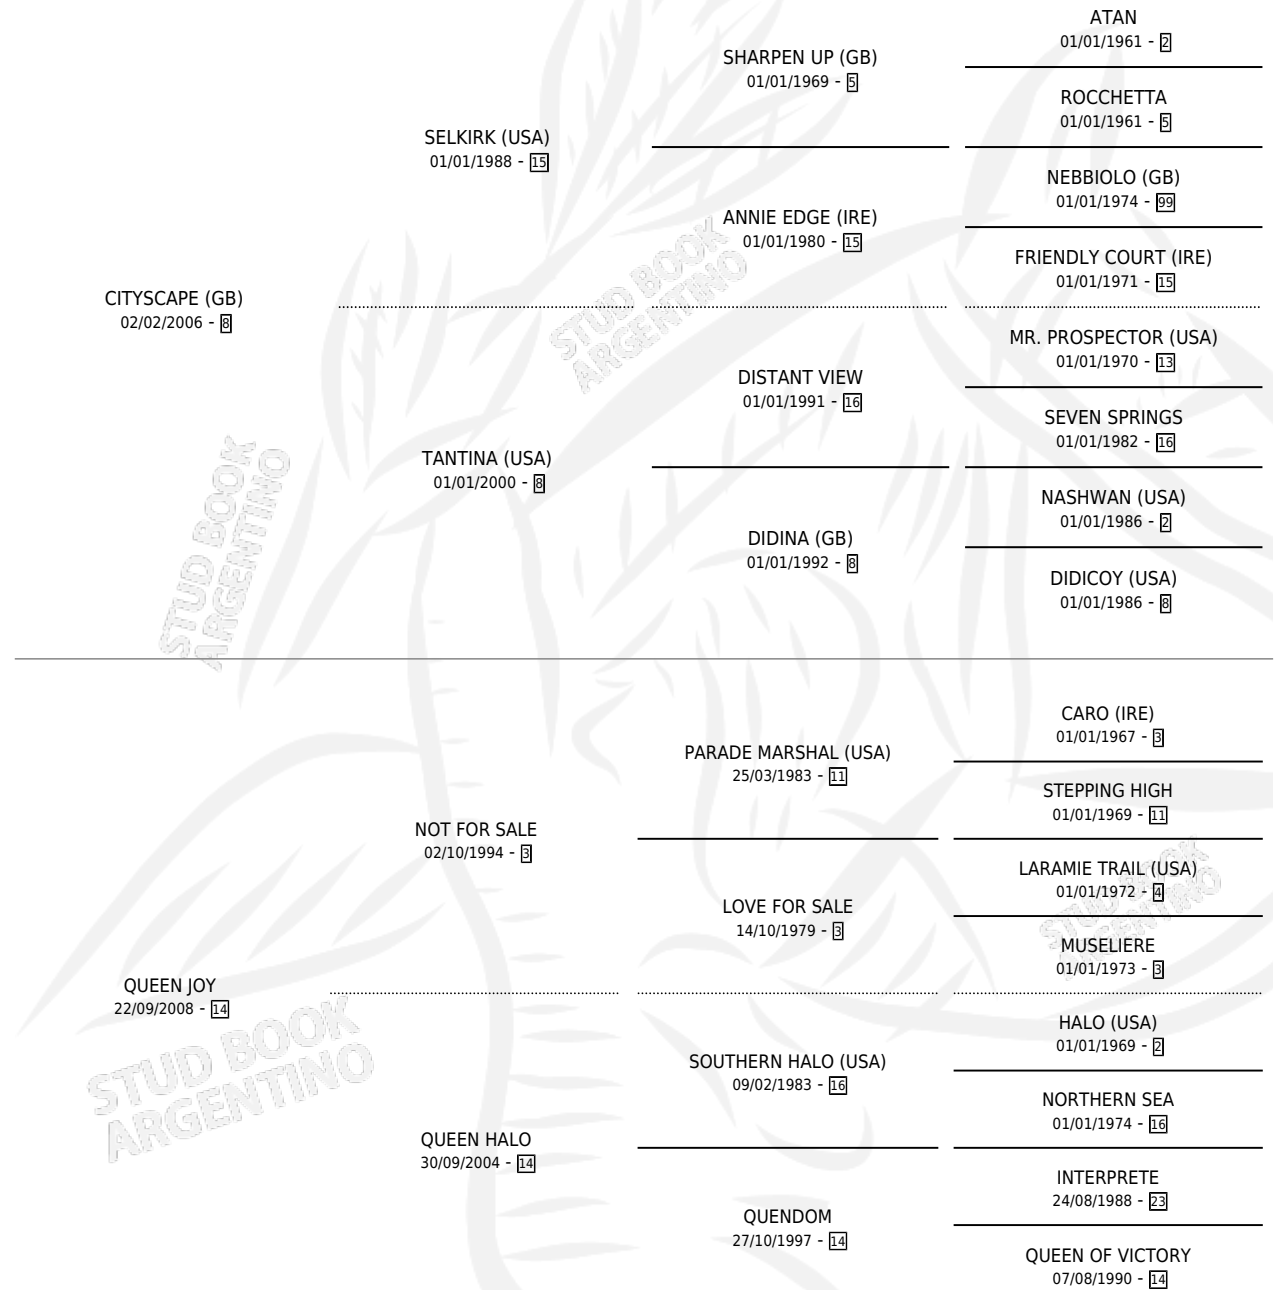 ATAN
01/01/1961 - 2
SHARPEN UP (GB)
01/01/1969 - 5
ROCCHETTA
01/01/1961 - 5
SELKIRK (USA)
01/01/1988 - 15
NEBBIOLO (GB)
01/01/1974 - 99
ANNIE EDGE (IRE)
01/01/1980 - 15
FRIENDLY COURT (IRE)
01/01/1971 - 15
CITYSCAPE (GB)
02/02/2006 - 8
STUD BOOK
ARGENTINO
MR. PROSPECTOR (USA)
01/01/1970 - 13
DISTANT VIEW
01/01/1991 - 16
SEVEN SPRINGS
01/01/1982 - 16
TANTINA (USA)
01/01/2000 - 8
NASHWAN (USA)
01/01/1986 - 2
DIDINA (GB)
01/01/1992 - 8
DIDICOY (USA)
01/01/1986 - 8
STUD BOOK
ARGENTINO
CARO (IRE)
01/01/1967 - 3
PARADE MARSHAL (USA)
25/03/1983 - 11
STEPPING HIGH
01/01/1969 - 11
NOT FOR SALE
02/10/1994 - 3
LARAMIE TRAIL (USA)
01/01/1972 - 4
LOVE FOR SALE
14/10/1979 - 3
MUSELIERE
01/01/1973 - 3
STUD BOOK
ARGENTINO
QUEEN JOY
22/09/2008 - 14
HALO (USA)
01/01/1969 - 2
SOUTHERN HALO (USA)
09/02/1983 - 16
NORTHERN SEA
01/01/1974 - 16
STUD BOOK
ARGENTINO
QUEEN HALO
30/09/2004 - 14
INTERPRETE
24/08/1988 - 23
QUENDOM
27/10/1997 - 14
QUEEN OF VICTORY
07/08/1990 - 14